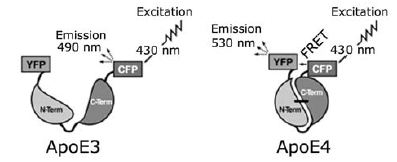 Excitation
Emission
490 nm
430 nm
YFP
CFP
N-Term
C-Term
ApoE3
Excitation
Emission
530 nm
FRET
430 nm
YFP
CFP
N-Term
C-Term
ApoE4